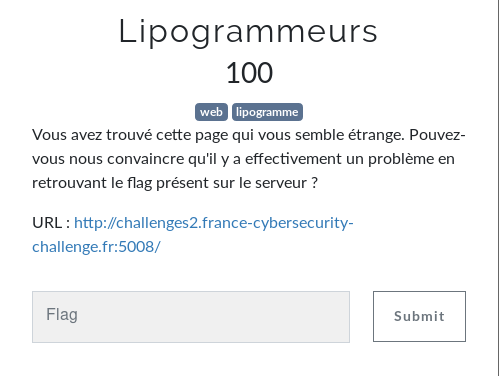 Lipogrammeurs
100
web lipogramme
Vous avez trouvé cette page qui vous semble étrange. Pouvez-
vous nous convaincre qu'il y a effectivement un problème en
retrouvant le flag présent sur le serveur ?
URL : http://challenges2.france-cybersecurity-
challenge.fr:5008/
Flag Submit